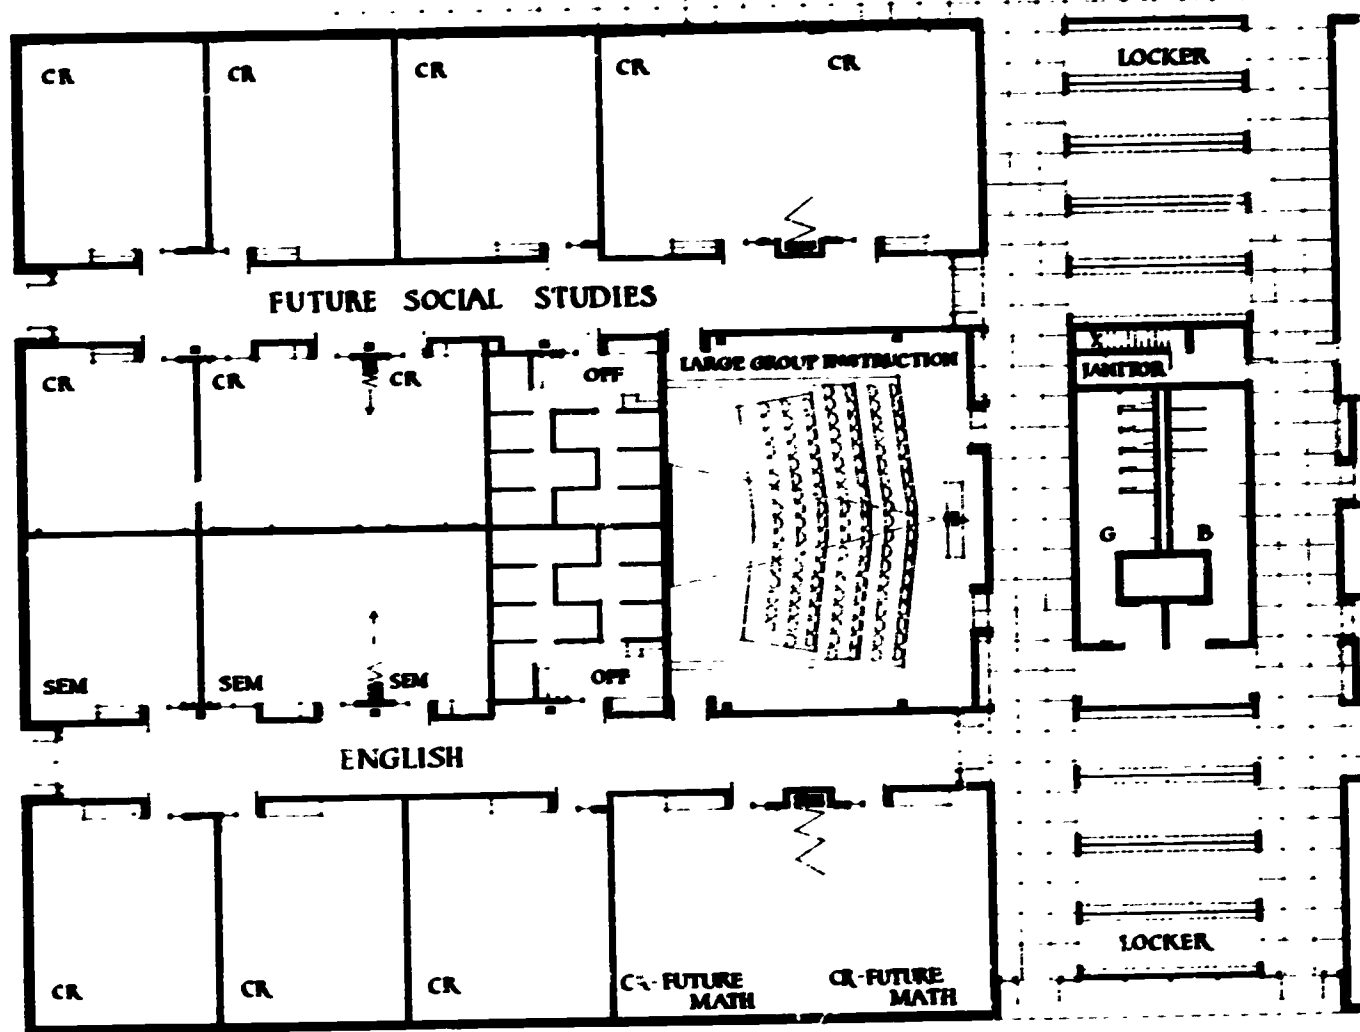 CR CR CR CR CR LOCKER
FUTURE SOCIAL STUDIES
LARGE GROUP INSTRUCTION
CR CR CR OFF
X
JANITOR
G B
SEM SEM SEM OFF
ENGLISH
LOCKER
CR CR CR CR-FUTURE MATH
CR-FUTURE MATH